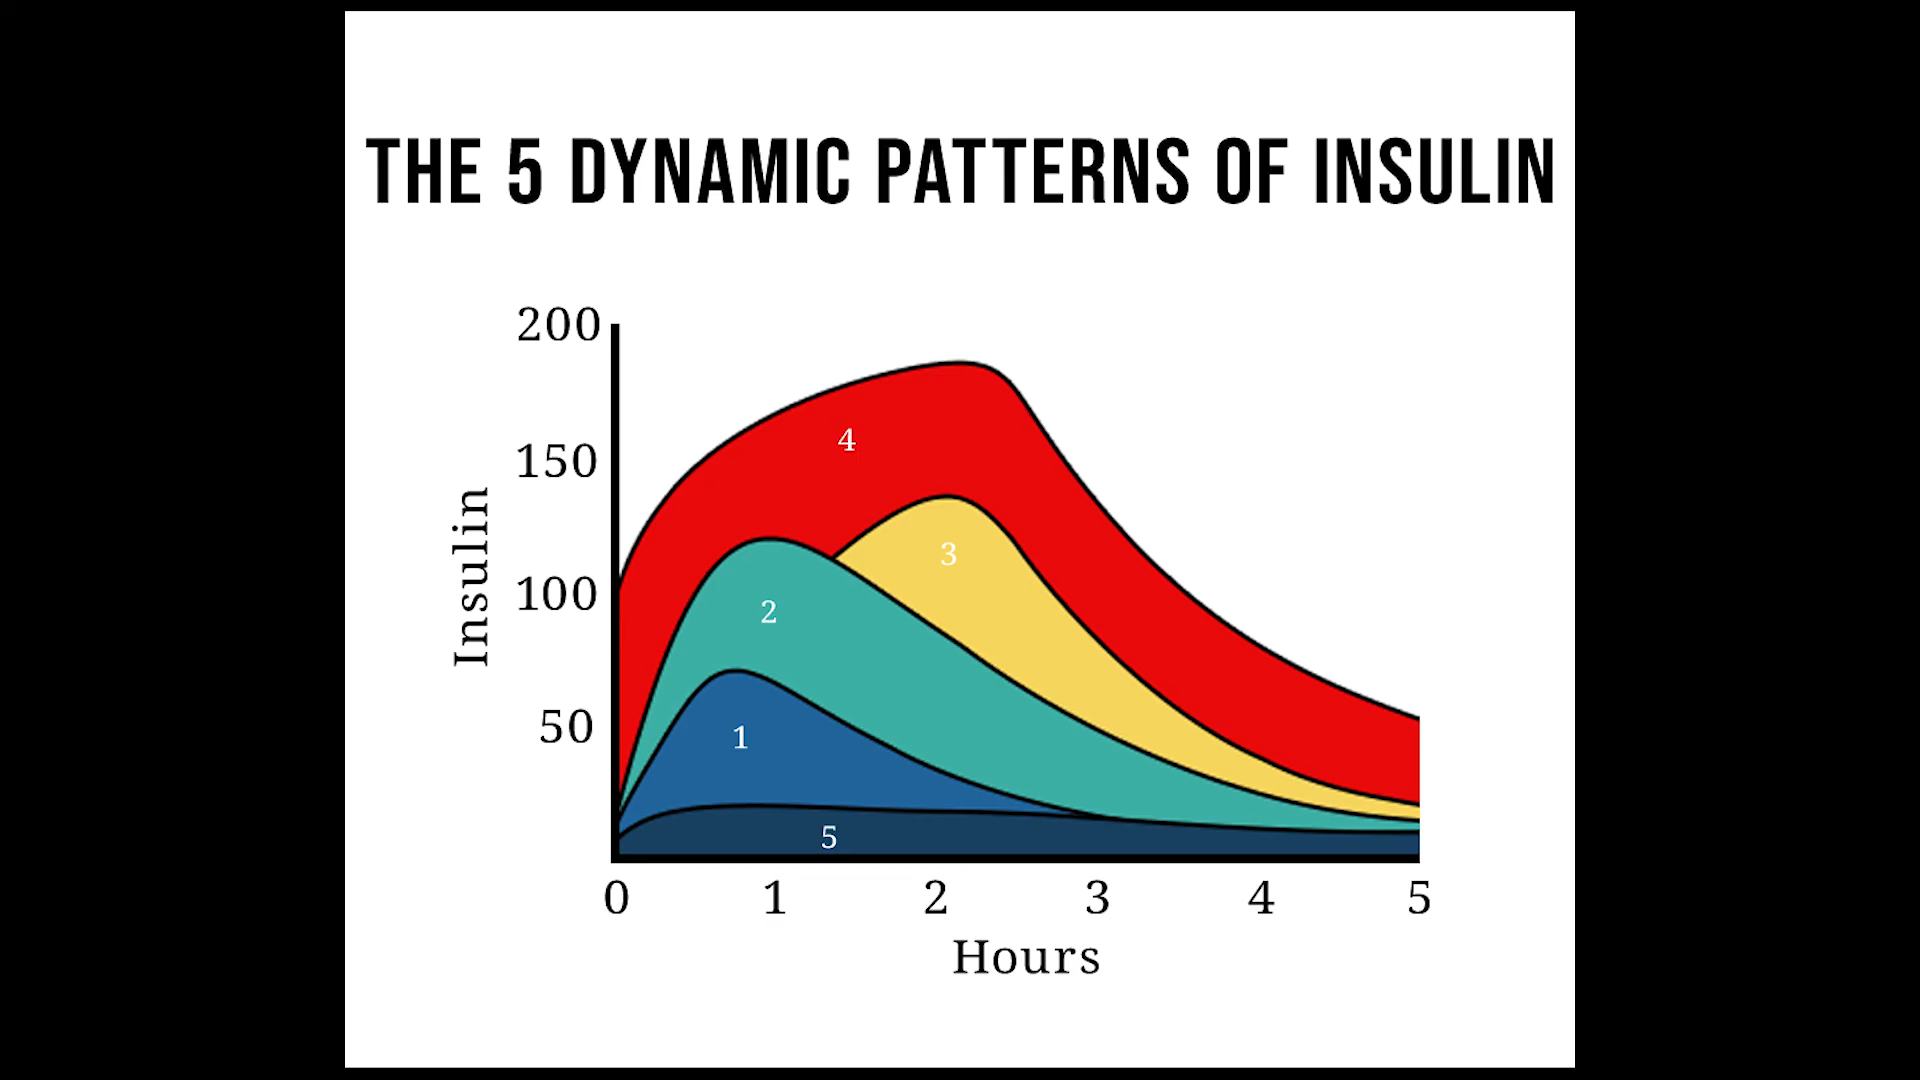 THE 5 DYNAMIC PATTERNS OF INSULIN
200
150
100
50
Insulin
4
3
2
1
5
0 1 2 3 4 5
Hours